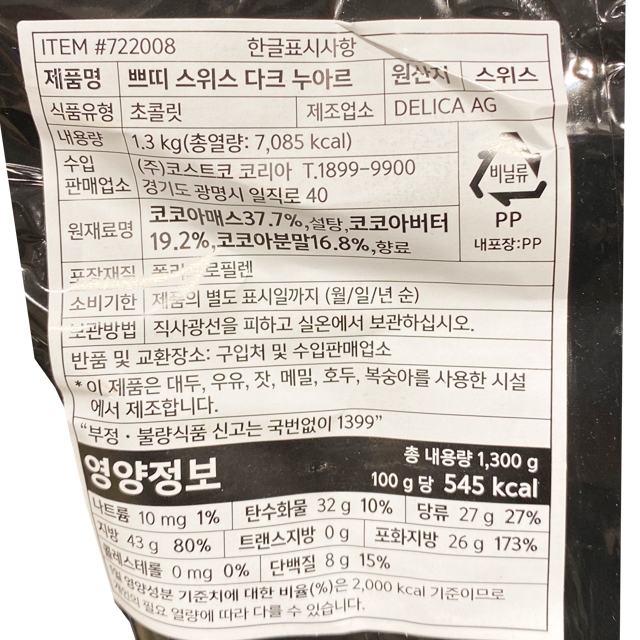 ITEM #722008 한글표시사항
제품명 쁘띠 스위스 다크 누아르 원산지 스위스
식품유형 초콜릿 제조업소 DELICA AG
내용량 1.3 kg(총열량: 7,085 kcal)
수입
판매업소
(주)코스트코 코리아 T.1899-9900
경기도 광명시 일직로 40
비닐류
PP
내포장:PP
원재료명
코코아매스37.7%,설탕,코코아버터
19.2%,코코아분말16.8%,향료
포장재질 폴리프로필렌
소비기한 제품의 별도 표시일까지 (월/일/년 순)
보관방법 직사광선을 피하고 실온에서 보관하십시오.
반품 및 교환장소: 구입처 및 수입판매업소
* 이 제품은 대두, 우유, 잣, 메밀, 호두, 복숭아를 사용한 시설
에서 제조합니다.
“부정·불량식품 신고는 국번없이 1399”
영양정보
총 내용량 1,300 g
100 g 당 545 kcal
나트륨 10 mg 1% 탄수화물 32 g 10% 당류 27 g 27%
지방 43 g 80% 트랜스지방 0 g 포화지방 26 g 173%
콜레스테롤 0 mg 0% 단백질 8 g 15%
영양성분 기준치에 대한 비율(%)은 2,000 kcal 기준이므로
필요 열량에 따라 다를 수 있습니다.